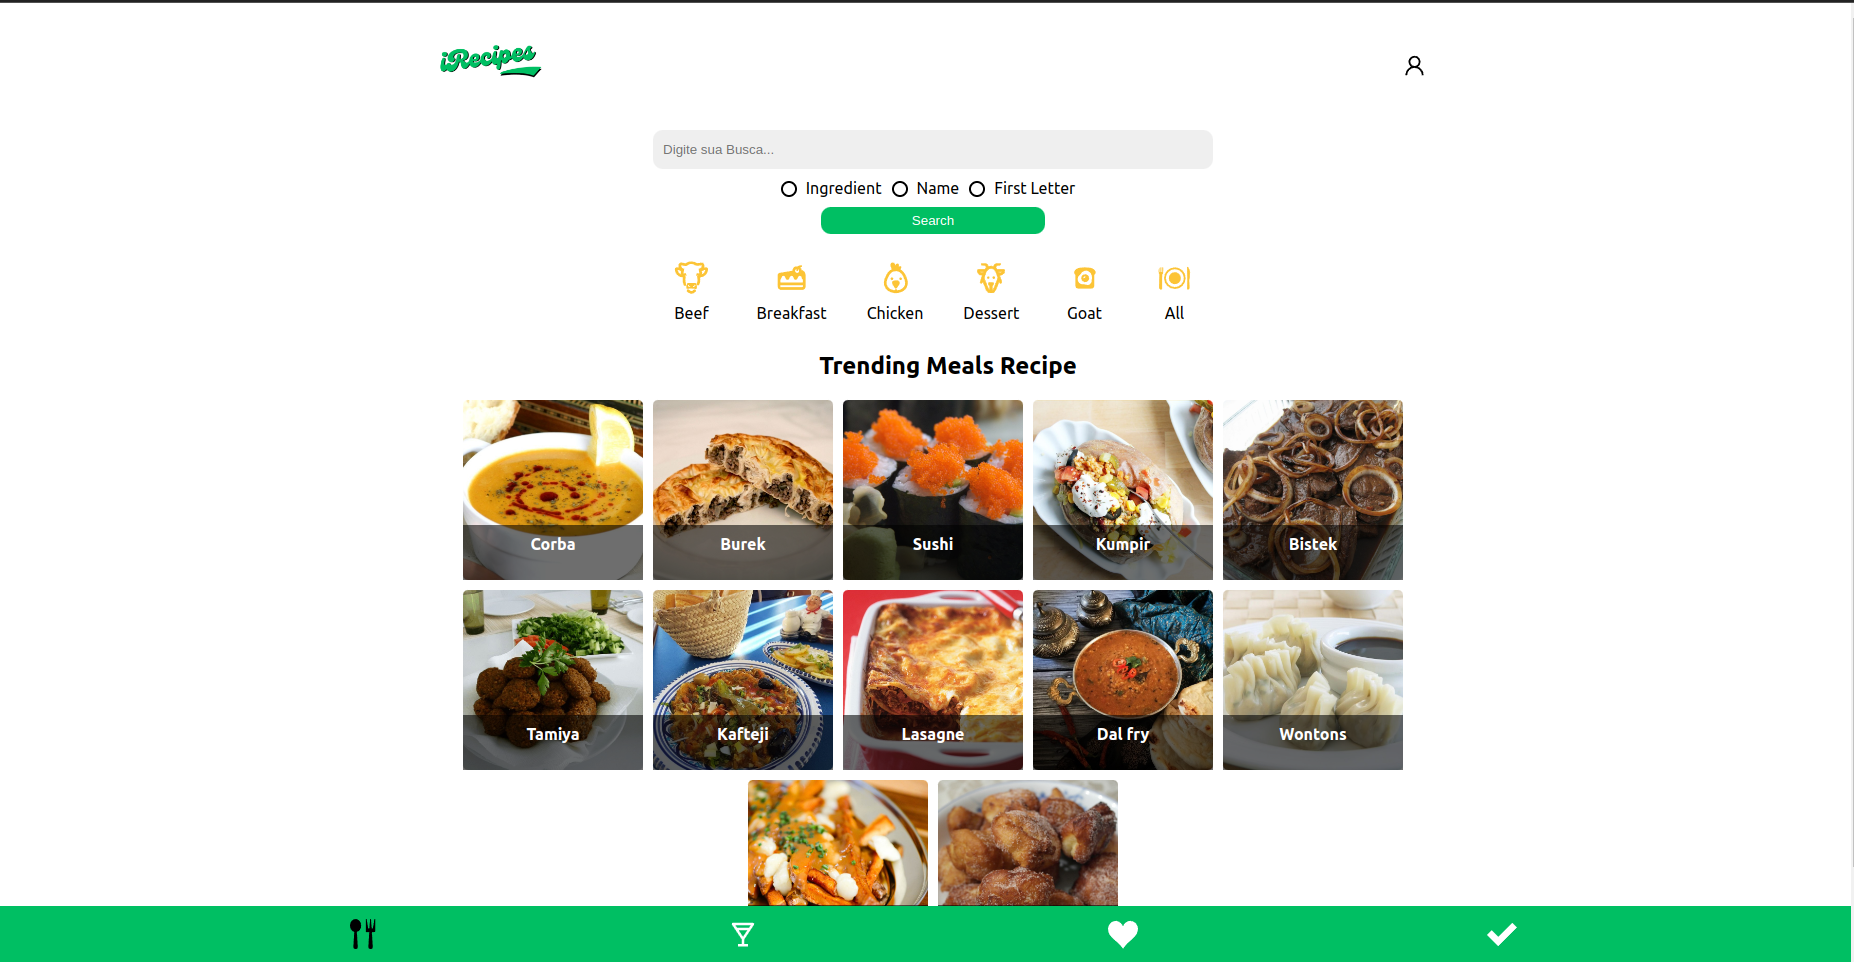 iRecipes
Digite sua Busca...
Ingredient Name First Letter
Search
Beef Breakfast Chicken Dessert Goat All
Trending Meals Recipe
Corba Burek Sushi Kumpir Bistek
Tamiya Kafteji Lasagne Dal fry Wontons